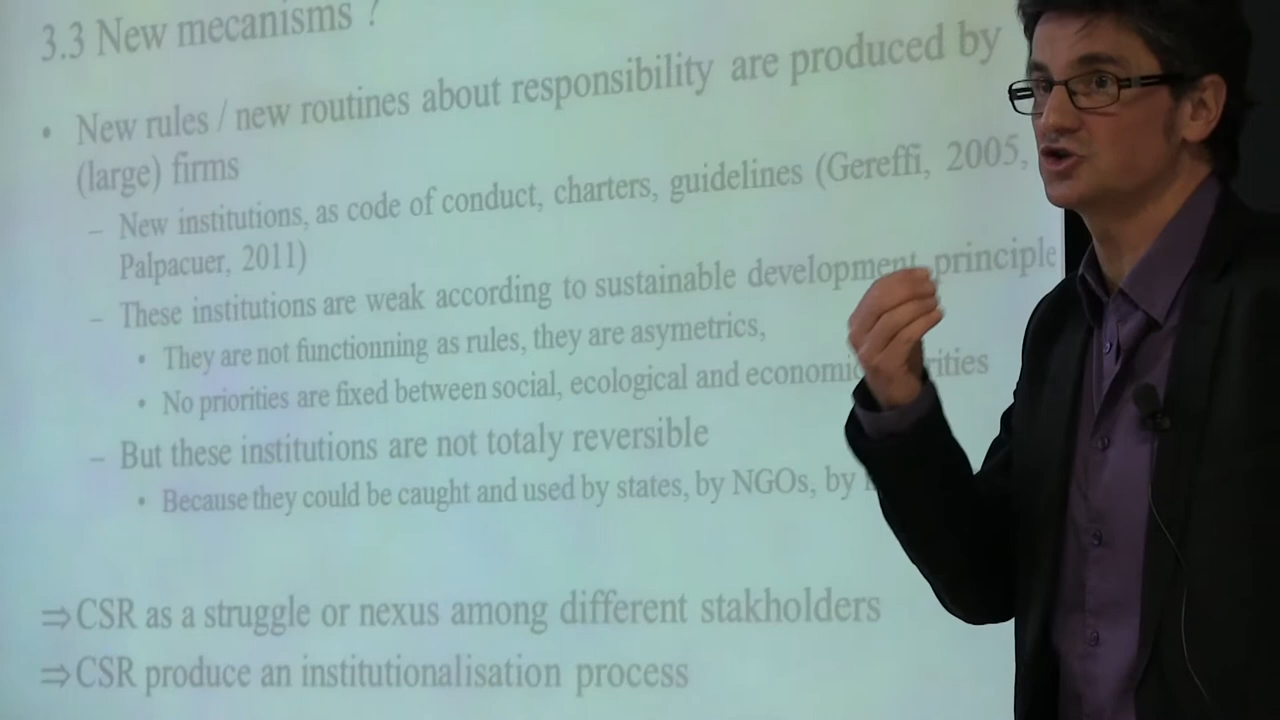 3.3 New mecanisms ?
• New rules / new routines about responsibility are produced by
(large) firms
– New institutions, as code of conduct, charters, guidelines (Gereffi, 2005,
Palpacuer, 2011)
– These institutions are weak according to sustainable development principle
• They are not functionning as rules, they are asymetrics,
• No priorities are fixed between social, ecological and economic
– But these institutions are not totaly reversible
• Because they could be caught and used by states, by NGOs, by
⇒ CSR as a struggle or nexus among different stakholders
⇒ CSR produce an institutionalisation process